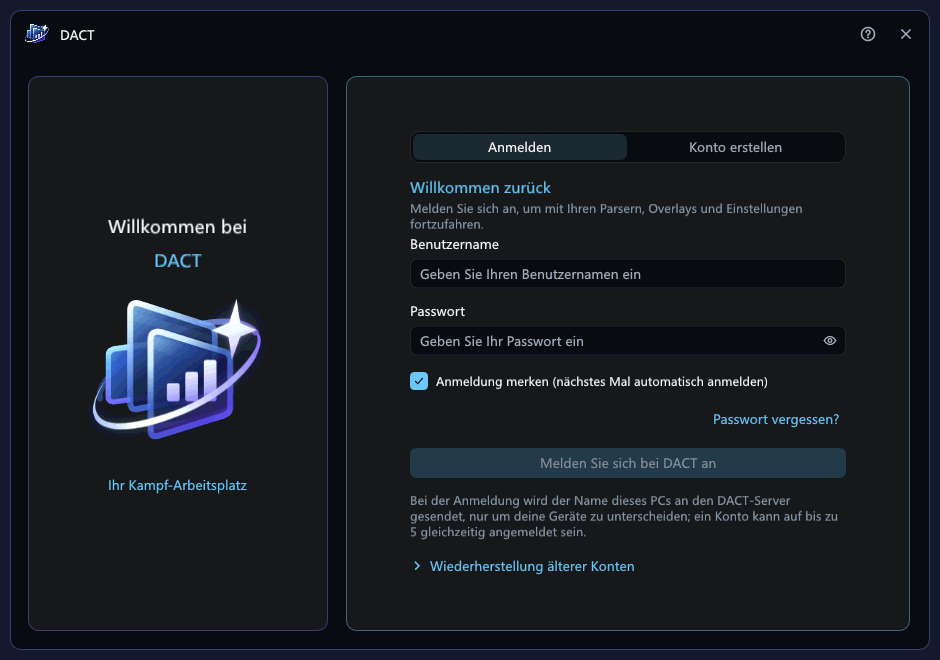 DACT
Willkommen bei
DACT
Ihr Kampf-Arbeitsplatz
Anmelden
Konto erstellen
Willkommen zurück
Melden Sie sich an, um mit Ihren Parsern, Overlays und Einstellungen
fortzufahren.
Benutzername
Geben Sie Ihren Benutzernamen ein
Passwort
Geben Sie Ihr Passwort ein
Anmeldung merken (nächstes Mal automatisch anmelden)
Passwort vergessen?
Melden Sie sich bei DACT an
Bei der Anmeldung wird der Name dieses PCs an den DACT-Server
gesendet, nur um deine Geräte zu unterscheiden; ein Konto kann auf bis zu
5 gleichzeitig angemeldet sein.
Wiederherstellung älterer Konten